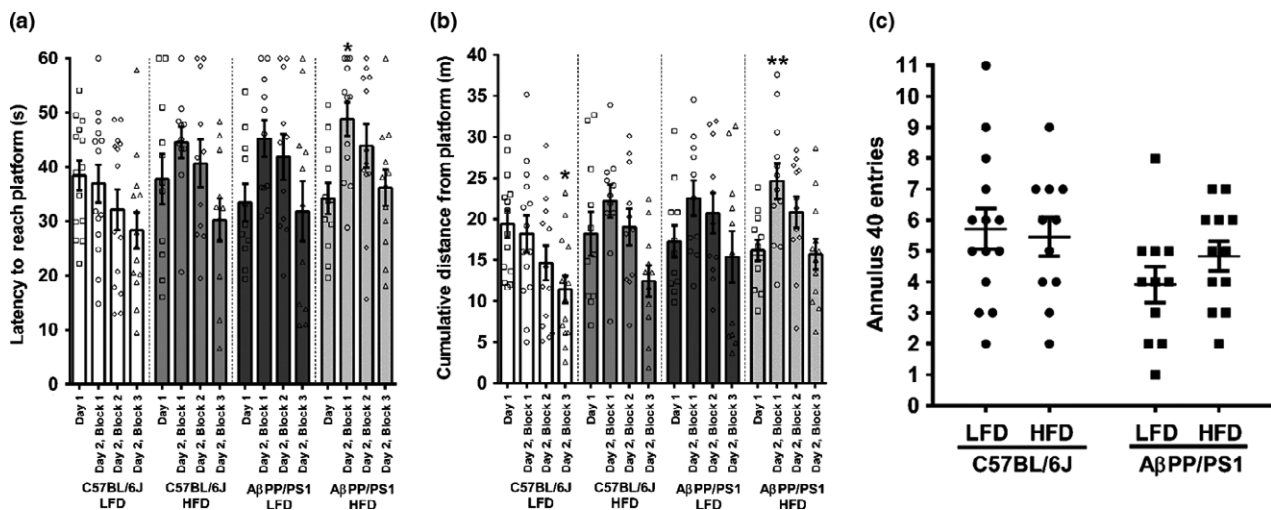 (a)
Latency to reach platform (s)
60
50
40
30
20
10
0
*
Day 1
Day 2, Block 1
Day 2, Block 2
Day 2, Block 3
Day 1
Day 2, Block 1
Day 2, Block 2
Day 2, Block 3
Day 1
Day 2, Block 1
Day 2, Block 2
Day 2, Block 3
Day 1
Day 2, Block 1
Day 2, Block 2
Day 2, Block 3
C57BL/6J
LFD
C57BL/6J
HFD
AβPP/PS1
LFD
AβPP/PS1
HFD
(b)
Cumulative distance from platform (m)
40
35
30
25
20
15
10
5
0
*
**
Day 1
Day 2, Block 1
Day 2, Block 2
Day 2, Block 3
Day 1
Day 2, Block 1
Day 2, Block 2
Day 2, Block 3
Day 1
Day 2, Block 1
Day 2, Block 2
Day 2, Block 3
Day 1
Day 2, Block 1
Day 2, Block 2
Day 2, Block 3
C57BL/6J
LFD
C57BL/6J
HFD
AβPP/PS1
LFD
AβPP/PS1
HFD
(c)
Annulus 40 entries
11
10
9
8
7
6
5
4
3
2
1
0
LFD HFD LFD HFD
C57BL/6J AβPP/PS1